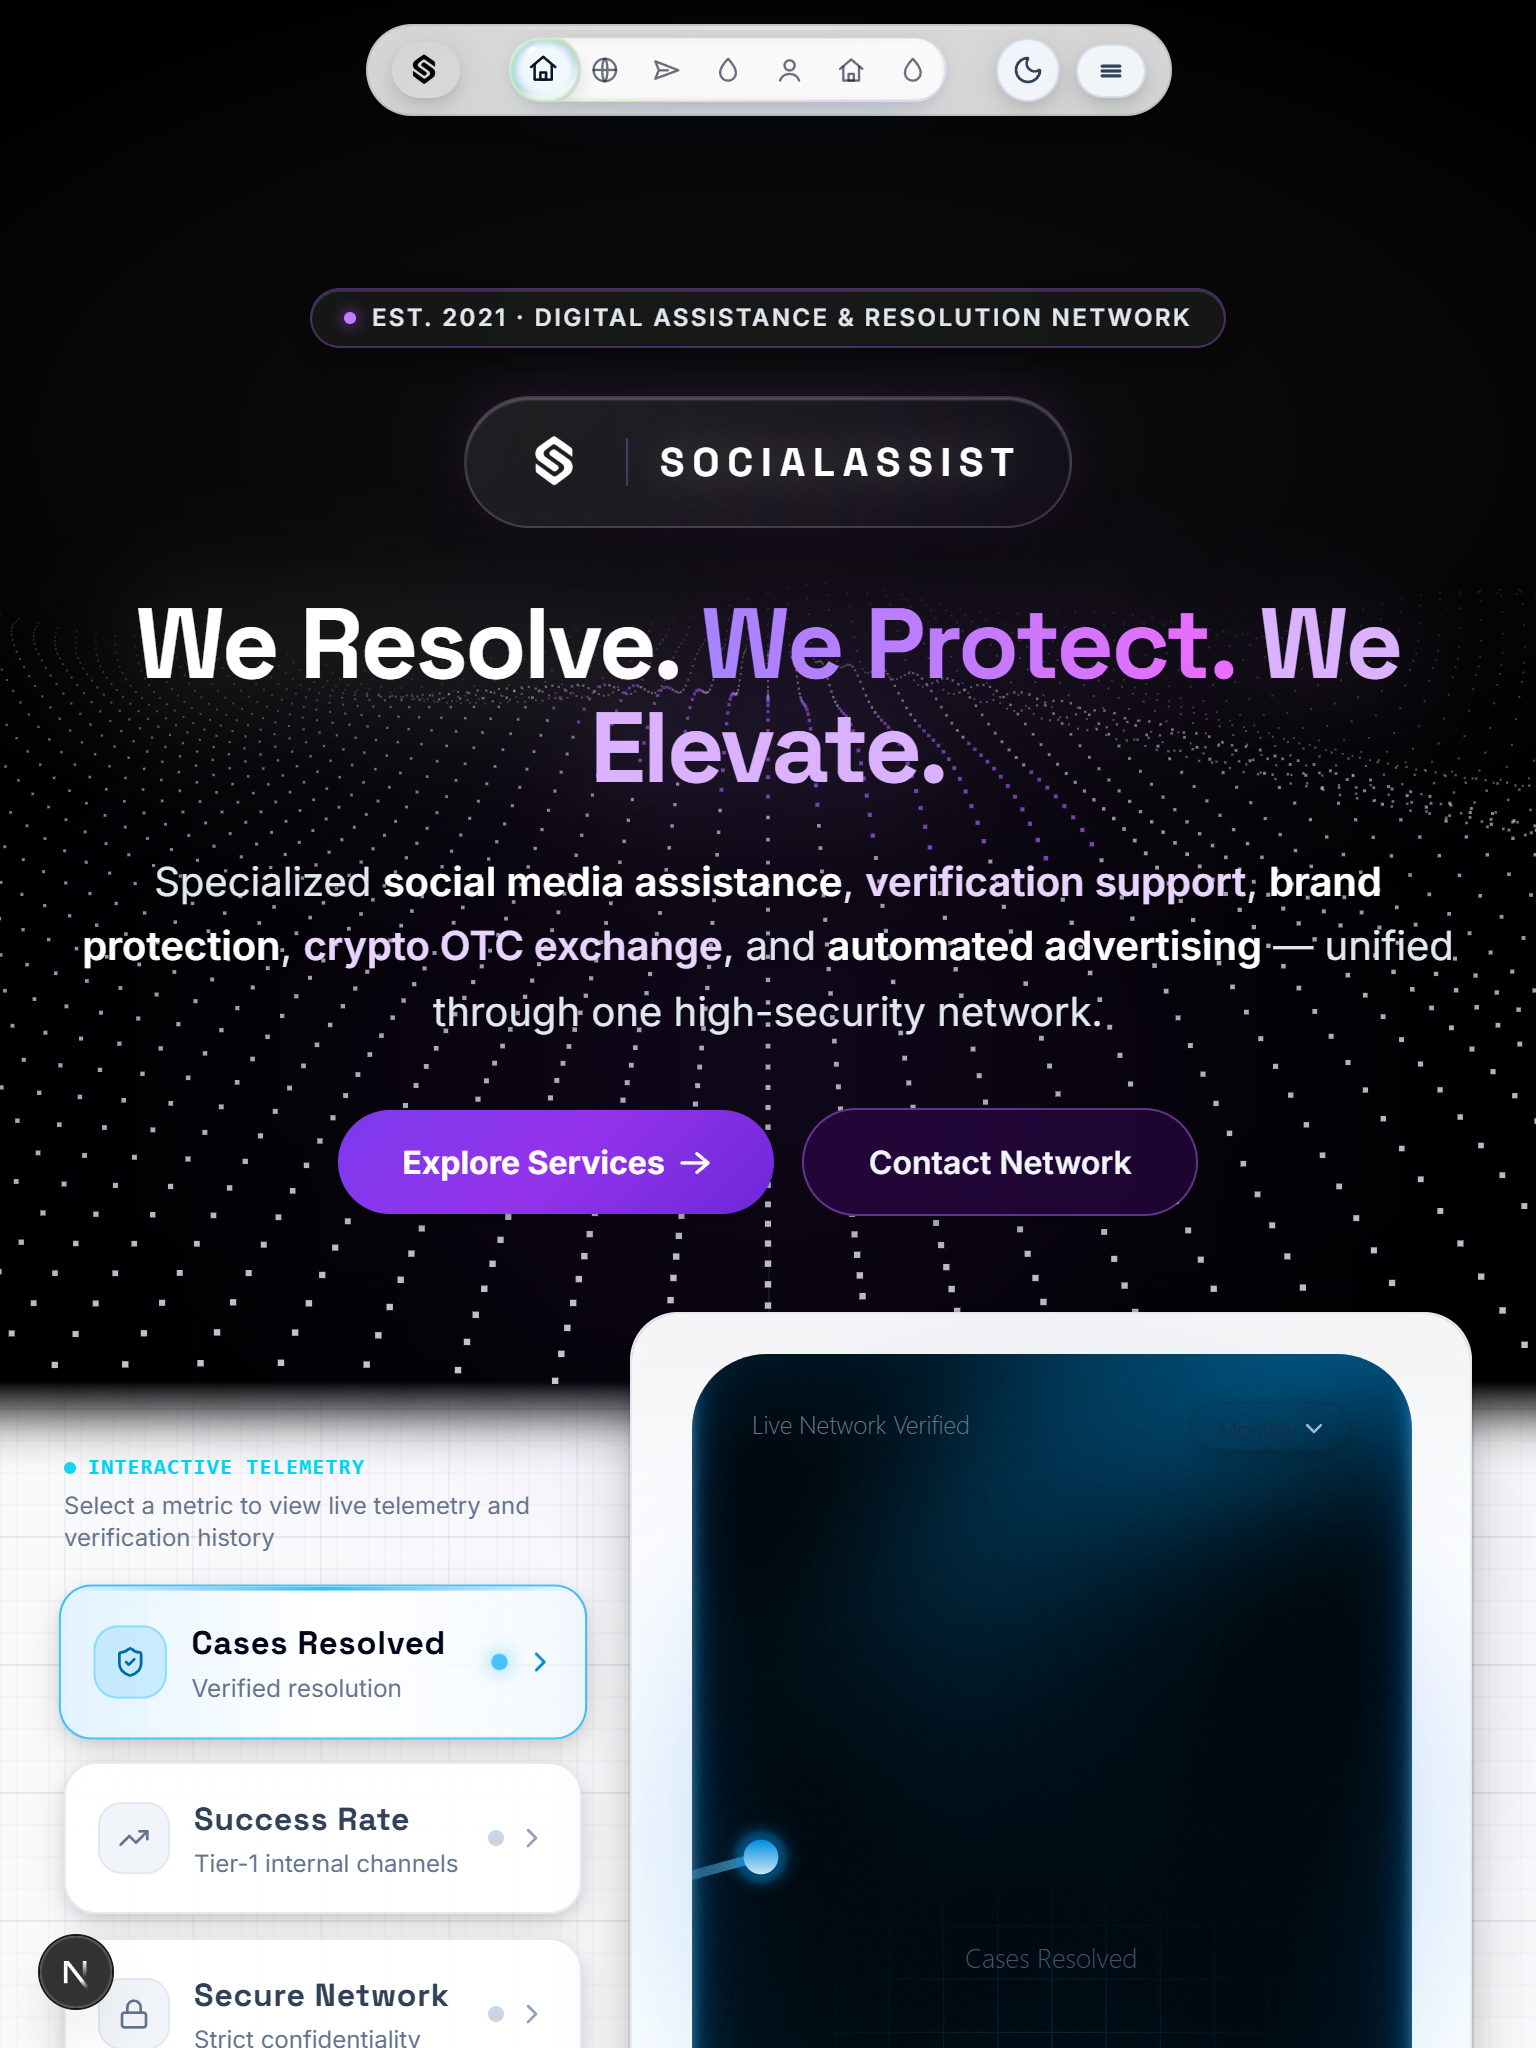 EST. 2021 · DIGITAL ASSISTANCE & RESOLUTION NETWORK
SOCIALASSIST
We Resolve. We Protect. We
Elevate.
Specialized social media assistance, verification support, brand
protection, crypto OTC exchange, and automated advertising — unified
through one high-security network.
Explore Services →
Contact Network
INTERACTIVE TELEMETRY
Select a metric to view live telemetry and
verification history
Cases Resolved
Verified resolution
Success Rate
Tier-1 internal channels
Secure Network
Strict confidentiality
Live Network Verified
Cases Resolved
N